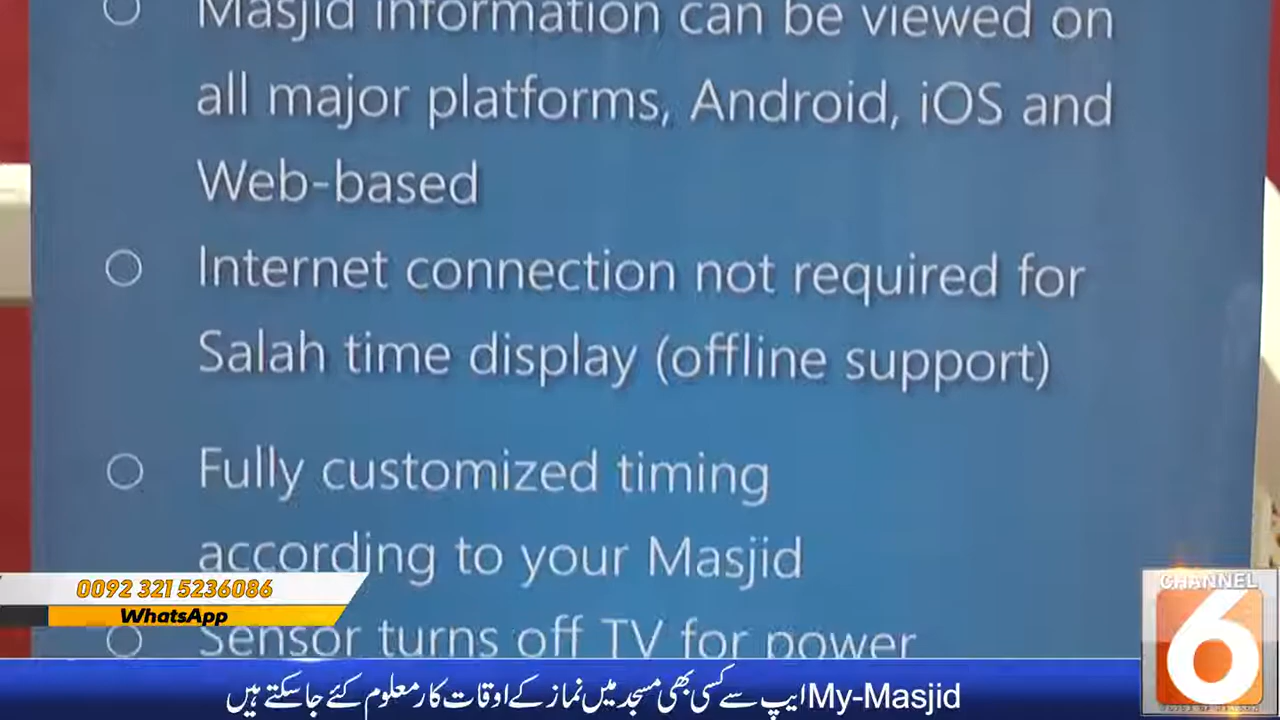 Masjid information can be viewed on
all major platforms, Android, iOS and
Web-based
Internet connection not required for
Salah time display (offline support)
Fully customized timing
according to your Masjid
Sensor turns off TV for power
0092 321 5236086
WhatsApp
CHANNEL
6
My-Masjid ایپ سے کسی بھی مسجد میں نماز کے اوقات کار معلوم کئے جا سکتے ہیں